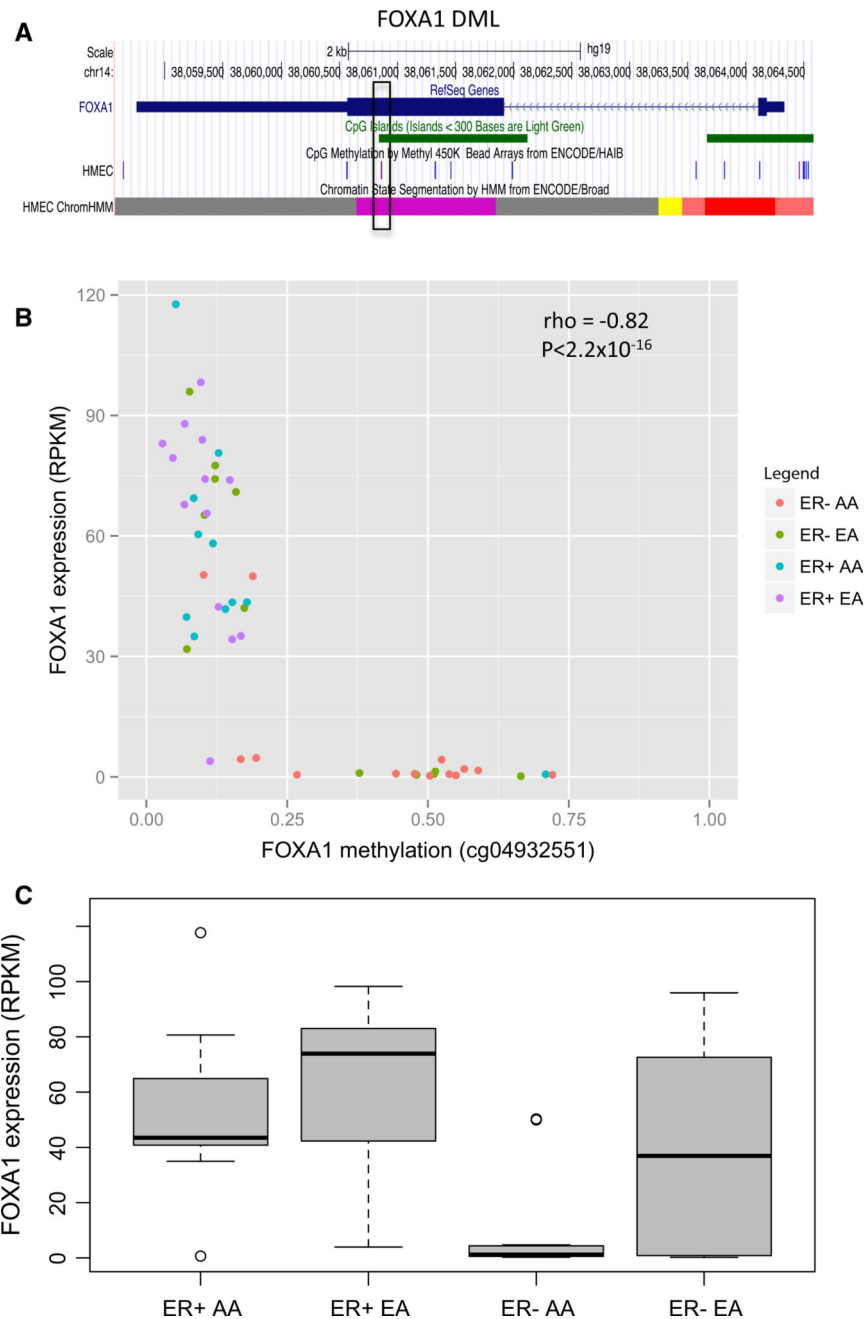 FOXA1 DML
A
Scale 2 kb hg19
chr14: 38,059,500 38,060,000 38,060,500 38,061,000 38,061,500 38,062,000 38,062,500 38,063,000 38,063,500 38,064,000 38,064,500
RefSeq Genes
FOXA1
CpG Islands (Islands < 300 Bases are Light Green)
CpG Methylation by Methyl 450K Bead Arrays from ENCODE/HAIB
HMEC
Chromatin State Segmentation by HMM from ENCODE/Broad
HMEC ChromHMM
B
rho = -0.82
P<2.2x10⁻¹⁶
120
90
60
30
0
FOXA1 expression (RPKM)
0.00 0.25 0.50 0.75 1.00
FOXA1 methylation (cg04932551)
Legend
ER- AA
ER- EA
ER+ AA
ER+ EA
C
FOXA1 expression (RPKM)
100
80
60
40
20
0
ER+ AA ER+ EA ER- AA ER- EA